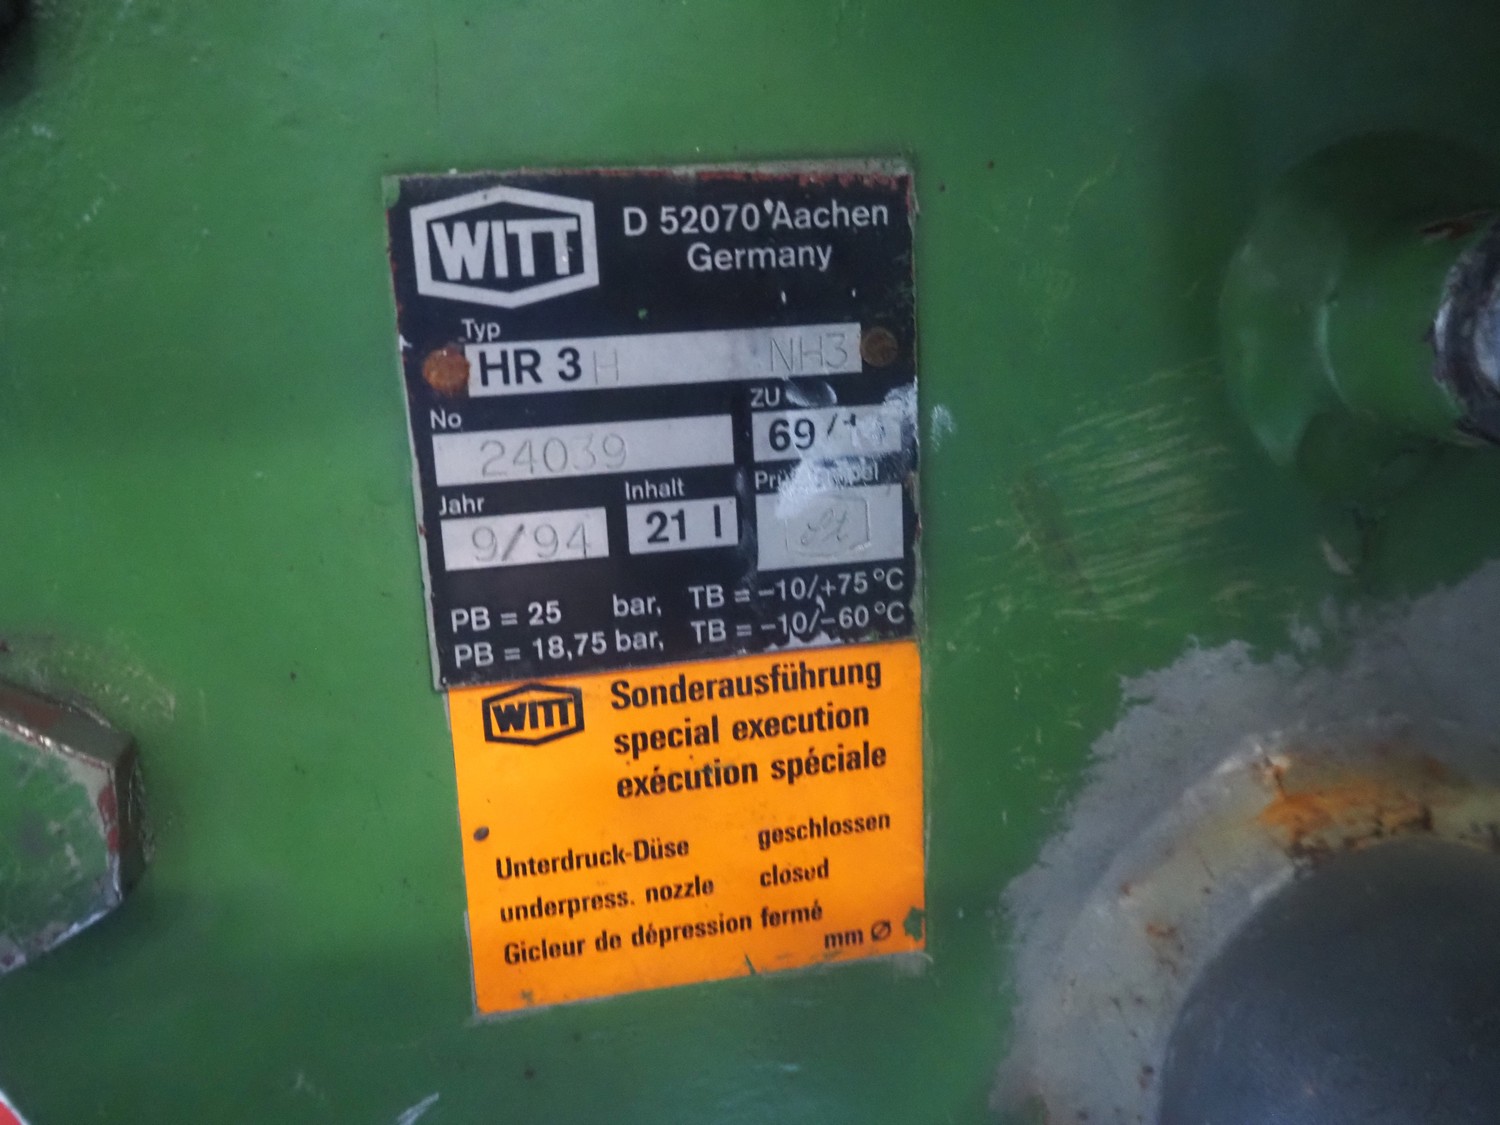 WITT
D 52070 Aachen
Germany
Typ
HR 3 H NH3
No
24039
ZU
69/
Jahr
9/94
Inhalt
21 l
PB = 25 bar, TB = -10/+75 °C
PB = 18,75 bar, TB = -10/-60 °C
WITT
Sonderausführung
special execution
exécution spéciale
Unterdruck-Düse geschlossen
underpress. nozzle closed
Gicleur de dépression fermé
mm Ø